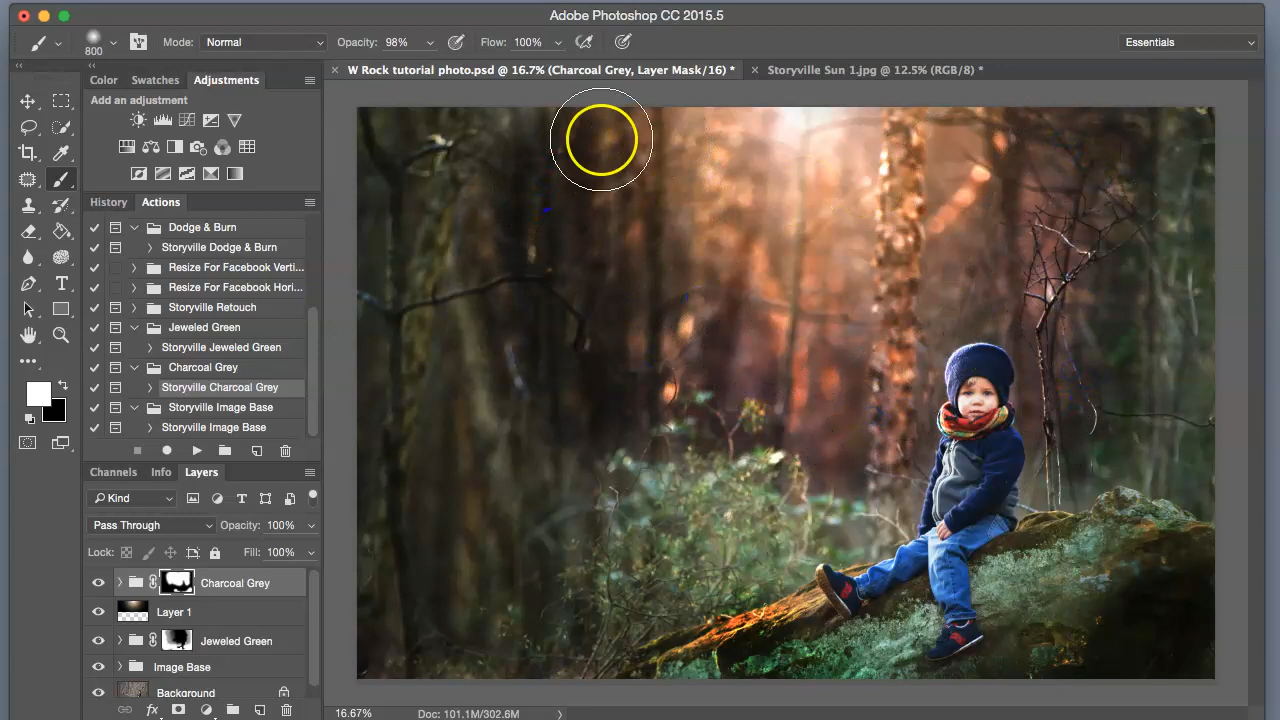 Adobe Photoshop CC 2015.5
800 Mode: Normal Opacity: 98% Flow: 100% Essentials
W Rock tutorial photo.psd @ 16.7% (Charcoal Grey, Layer Mask/16) * Storyville Sun 1.jpg @ 12.5% (RGB/8) *
Color Swatches Adjustments
Add an adjustment
History Actions
Dodge & Burn
Storyville Dodge & Burn
Resize For Facebook Verti...
Resize For Facebook Hori...
Storyville Retouch
Jeweled Green
Storyville Jeweled Green
Charcoal Grey
Storyville Charcoal Grey
Storyville Image Base
Storyville Image Base
Channels Info Layers
Kind
Pass Through Opacity: 100%
Lock: Fill: 100%
Charcoal Grey
Layer 1
Jeweled Green
Image Base
Background
16.67% Doc: 101.1M/302.6M